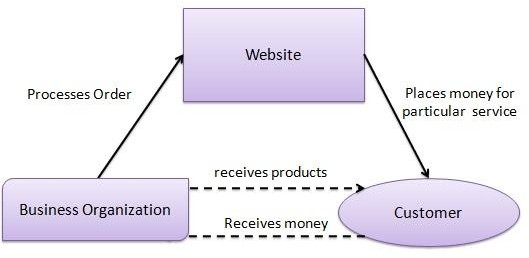 Website
Processes Order
Places money for
particular service
receives products
Business Organization
Receives money
Customer